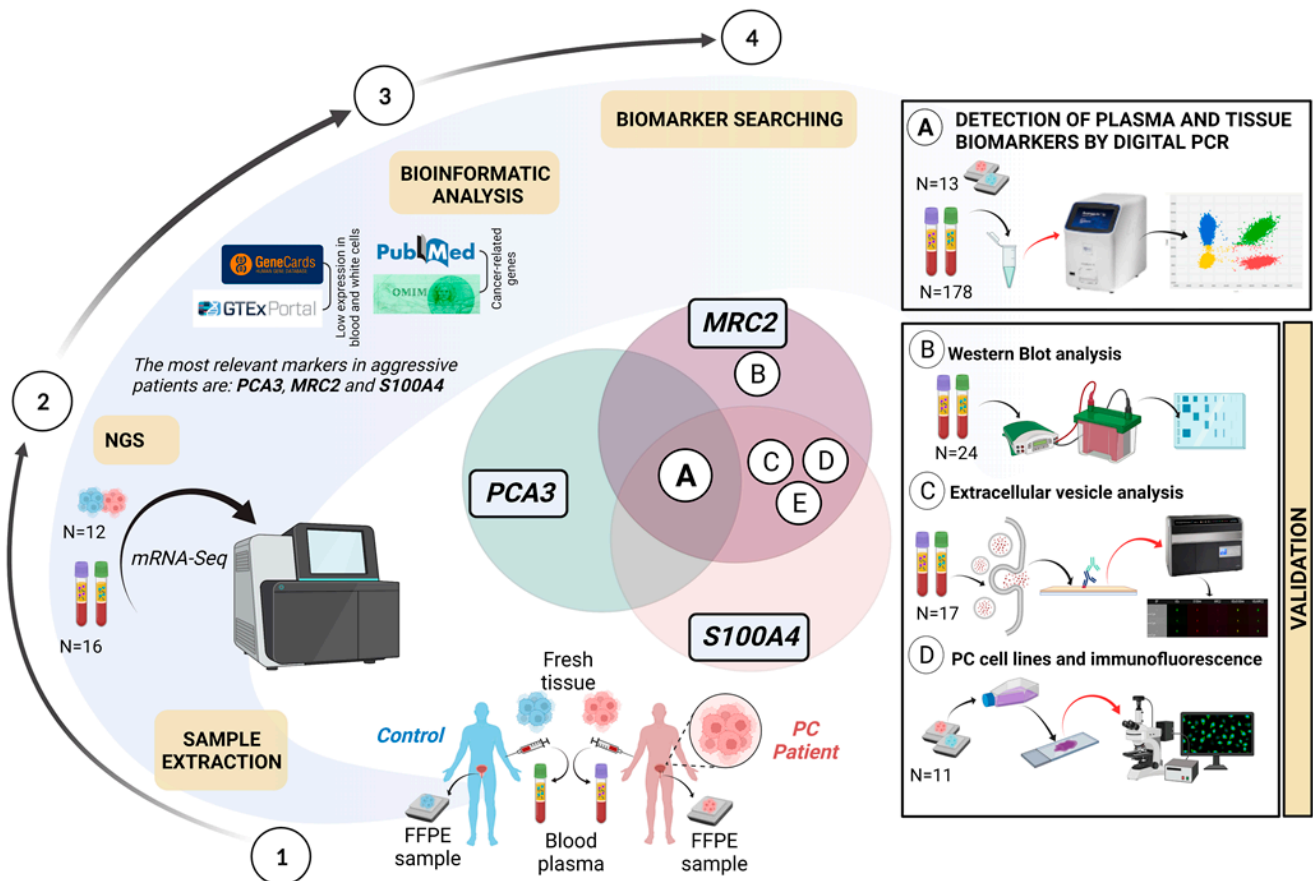 4
3
BIOMARKER SEARCHING
BIOINFORMATIC
ANALYSIS
GeneCards
HUMAN GENE DATABASE
GTExPortal
Low expression in
blood and white cells
PubMed
OMIM
Cancer-related
genes
The most relevant markers in aggressive
patients are: PCA3, MRC2 and S100A4
2
NGS
N=12
mRNA-Seq
N=16
SAMPLE
EXTRACTION
1
MRC2
B
PCA3
A
C
D
E
S100A4
Fresh
tissue
Control
PC
Patient
FFPE
sample
Blood
plasma
FFPE
sample
A
DETECTION OF PLASMA AND TISSUE
BIOMARKERS BY DIGITAL PCR
N=13
N=178
B
Western Blot analysis
N=24
C
Extracellular vesicle analysis
N=17
D
PC cell lines and immunofluorescence
N=11
VALIDATION